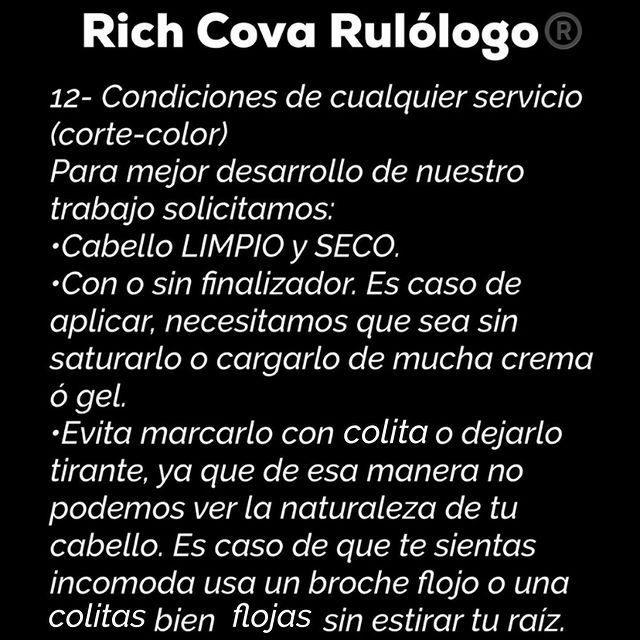 Rich Cova Rulólogo®
12- Condiciones de cualquier servicio
(corte-color)
Para mejor desarrollo de nuestro
trabajo solicitamos:
•Cabello LIMPIO y SECO.
•Con o sin finalizador. Es caso de
aplicar, necesitamos que sea sin
saturarlo o cargarlo de mucha crema
ó gel.
•Evita marcarlo con colita o dejarlo
tirante, ya que de esa manera no
podemos ver la naturaleza de tu
cabello. Es caso de que te sientas
incomoda usa un broche flojo o una
colitas bien flojas sin estirar tu raíz.